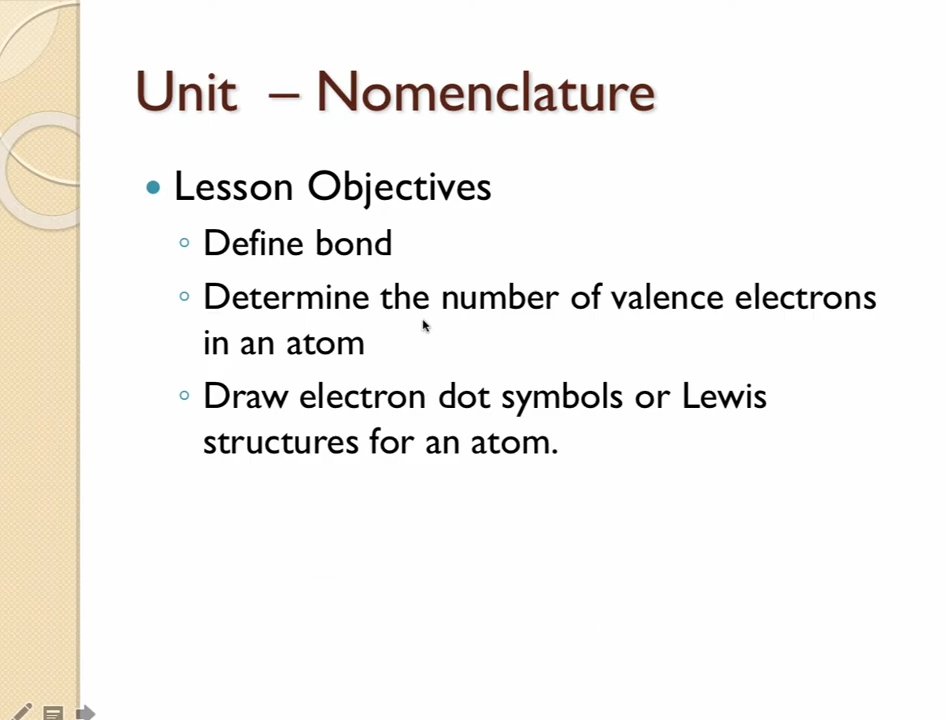 Unit – Nomenclature
Lesson Objectives
Define bond
Determine the number of valence electrons
in an atom
Draw electron dot symbols or Lewis
structures for an atom.